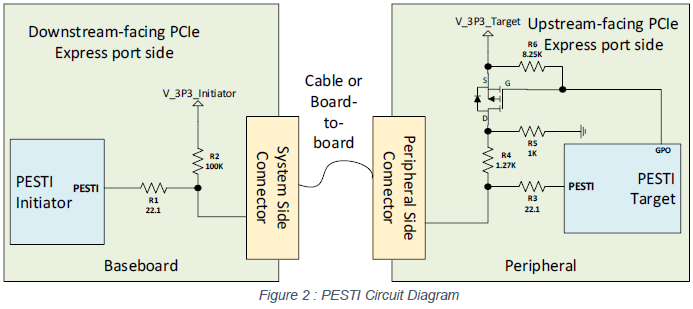 Downstream-facing PCIe
Express port side
V_3P3_Initiator
R2
100K
PESTI
Initiator
PESTI
R1
22.1
Baseboard
System Side
Connector
Cable or
Board-
to-
board
Peripheral Side
Connector
V_3P3_Target
Upstream-facing PCIe
Express port side
R6
8.25K
S
G
D
R5
1K
R4
1.27K
R3
22.1
GPO
PESTI
PESTI
Target
Peripheral
Figure 2 : PESTI Circuit Diagram